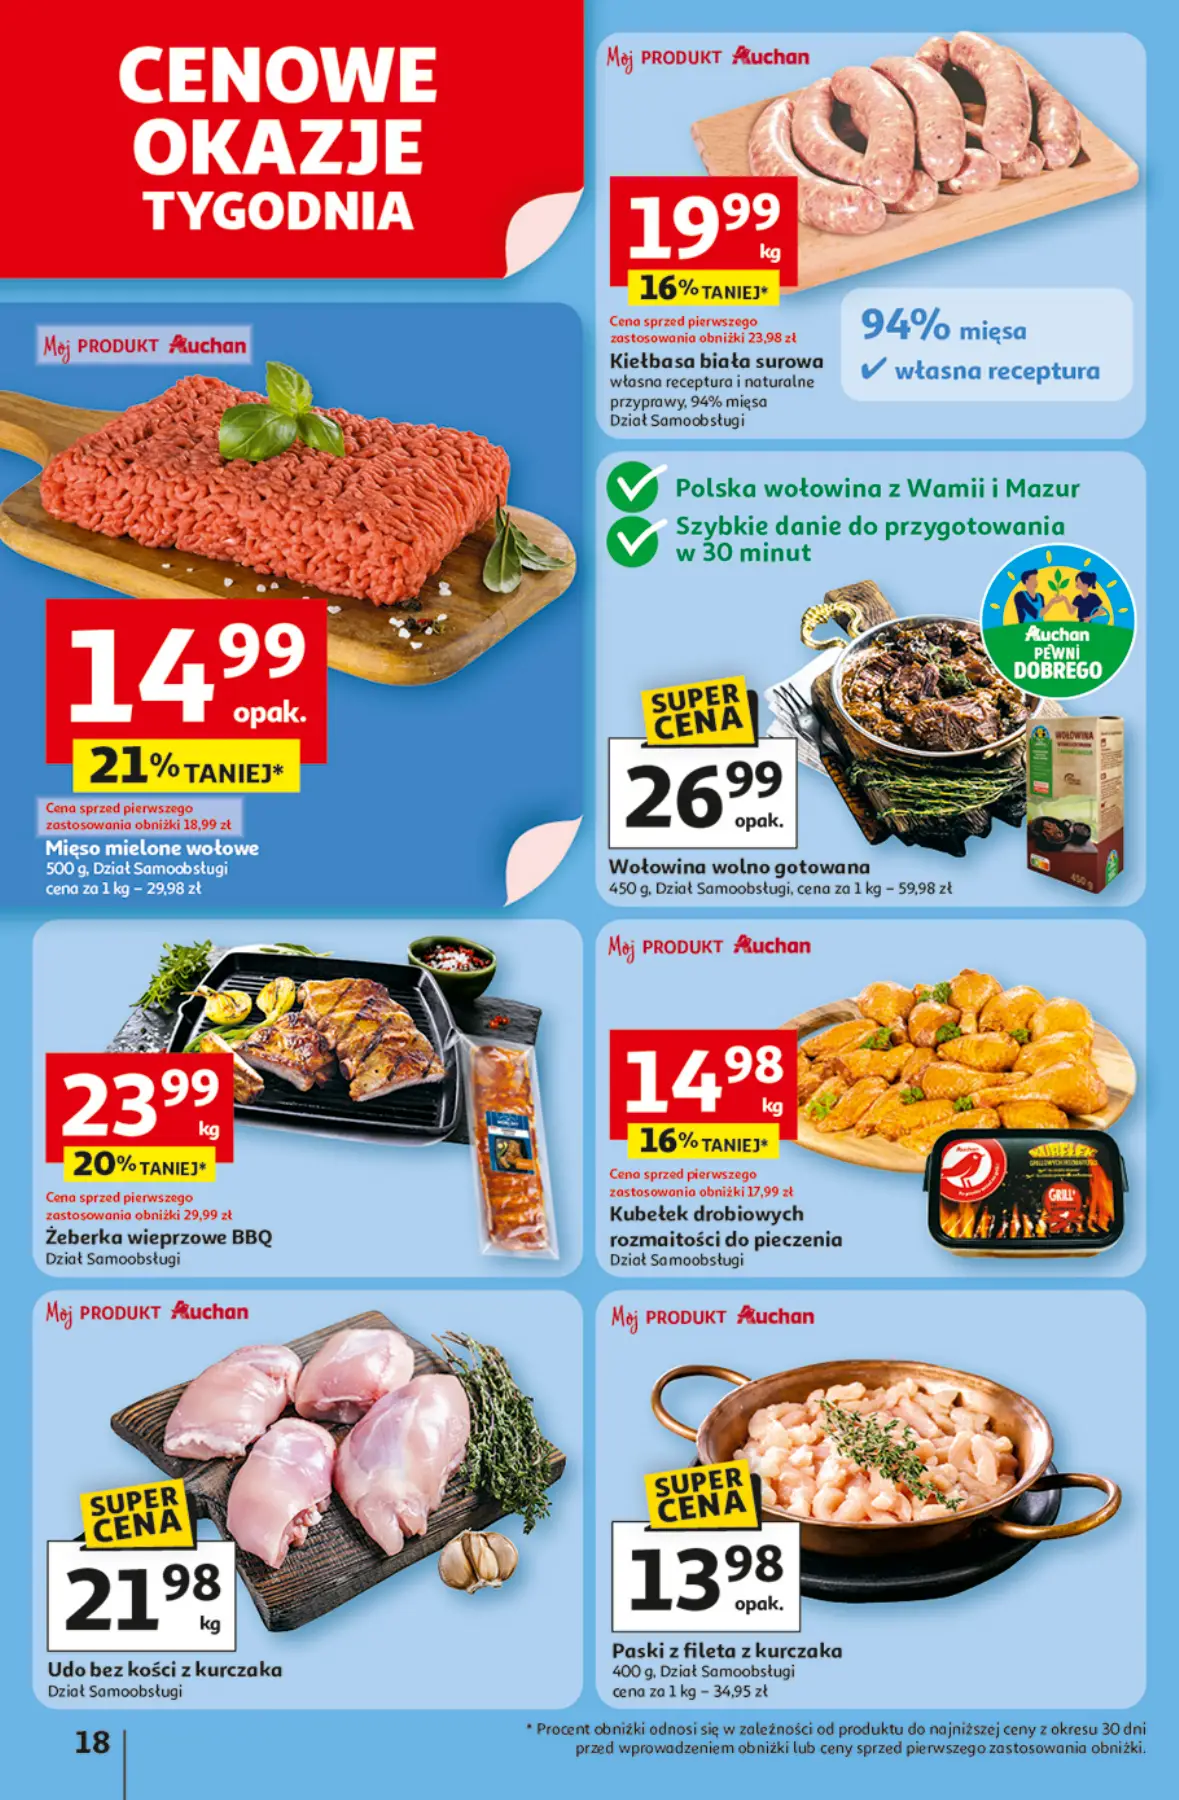 CENOWE
OKAZJE
TYGODNIA
Mój PRODUKT Auchan
19 99
kg
16% TANIEJ*
Cena sprzed pierwszego
zastosowania obniżki 23,98 zł
Kiełbasa biała surowa
własna receptura i naturalne
przyprawy, 94% mięsa
Dział Samoobsługi
94% mięsa
✓ własna receptura
Mój PRODUKT Auchan
14 99
opak.
21% TANIEJ*
Cena sprzed pierwszego
zastosowania obniżki 18,99 zł
Mięso mielone wołowe
500 g, Dział Samoobsługi
cena za 1 kg – 29,98 zł
Polska wołowina z Wamii i Mazur
Szybkie danie do przygotowania
w 30 minut
Auchan
PEWNI
DOBREGO
SUPER
CENA
26 99
opak.
WOŁOWINA
450 g
Wołowina wolno gotowana
450 g, Dział Samoobsługi, cena za 1 kg – 59,98 zł
23 99
kg
20% TANIEJ*
Cena sprzed pierwszego
zastosowania obniżki 29,99 zł
Żeberka wieprzowe BBQ
Dział Samoobsługi
Mój PRODUKT Auchan
14 98
kg
16% TANIEJ*
Cena sprzed pierwszego
zastosowania obniżki 17,99 zł
Kubełek drobiowych
rozmaitości do pieczenia
Dział Samoobsługi
Auchan
KUBEŁEK
GRILLOWYCH ROZMAITOŚCI
GRILL'
Mój PRODUKT Auchan
SUPER
CENA
21 98
kg
Udo bez kości z kurczaka
Dział Samoobsługi
Mój PRODUKT Auchan
SUPER
CENA
13 98
opak.
Paski z fileta z kurczaka
400 g, Dział Samoobsługi
cena za 1 kg – 34,95 zł
* Procent obniżki odnosi się w zależności od produktu do najniższej ceny z okresu 30 dni
przed wprowadzeniem obniżki lub ceny sprzed pierwszego zastosowania obniżki.
18